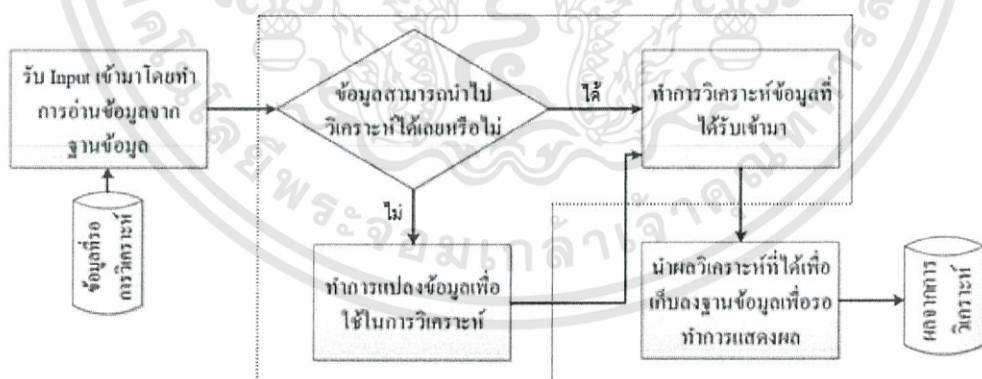 รับ Input เข้ามาโดยทำ
การอ่านข้อมูลจาก
ฐานข้อมูล
ข้อมูลที่รอ
การวิเคราะห์
ข้อมูลสามารถนำไป
วิเคราะห์ได้เลยหรือไม่
ได้
ไม่
ทำการวิเคราะห์ข้อมูลที่
ได้รับเข้ามา
ทำการแปลงข้อมูลเพื่อ
ใช้ในการวิเคราะห์
นำผลวิเคราะห์ที่ได้เพื่อ
เก็บลงฐานข้อมูลเพื่อรอ
ทำการแสดงผล
ผลจากการ
วิเคราะห์